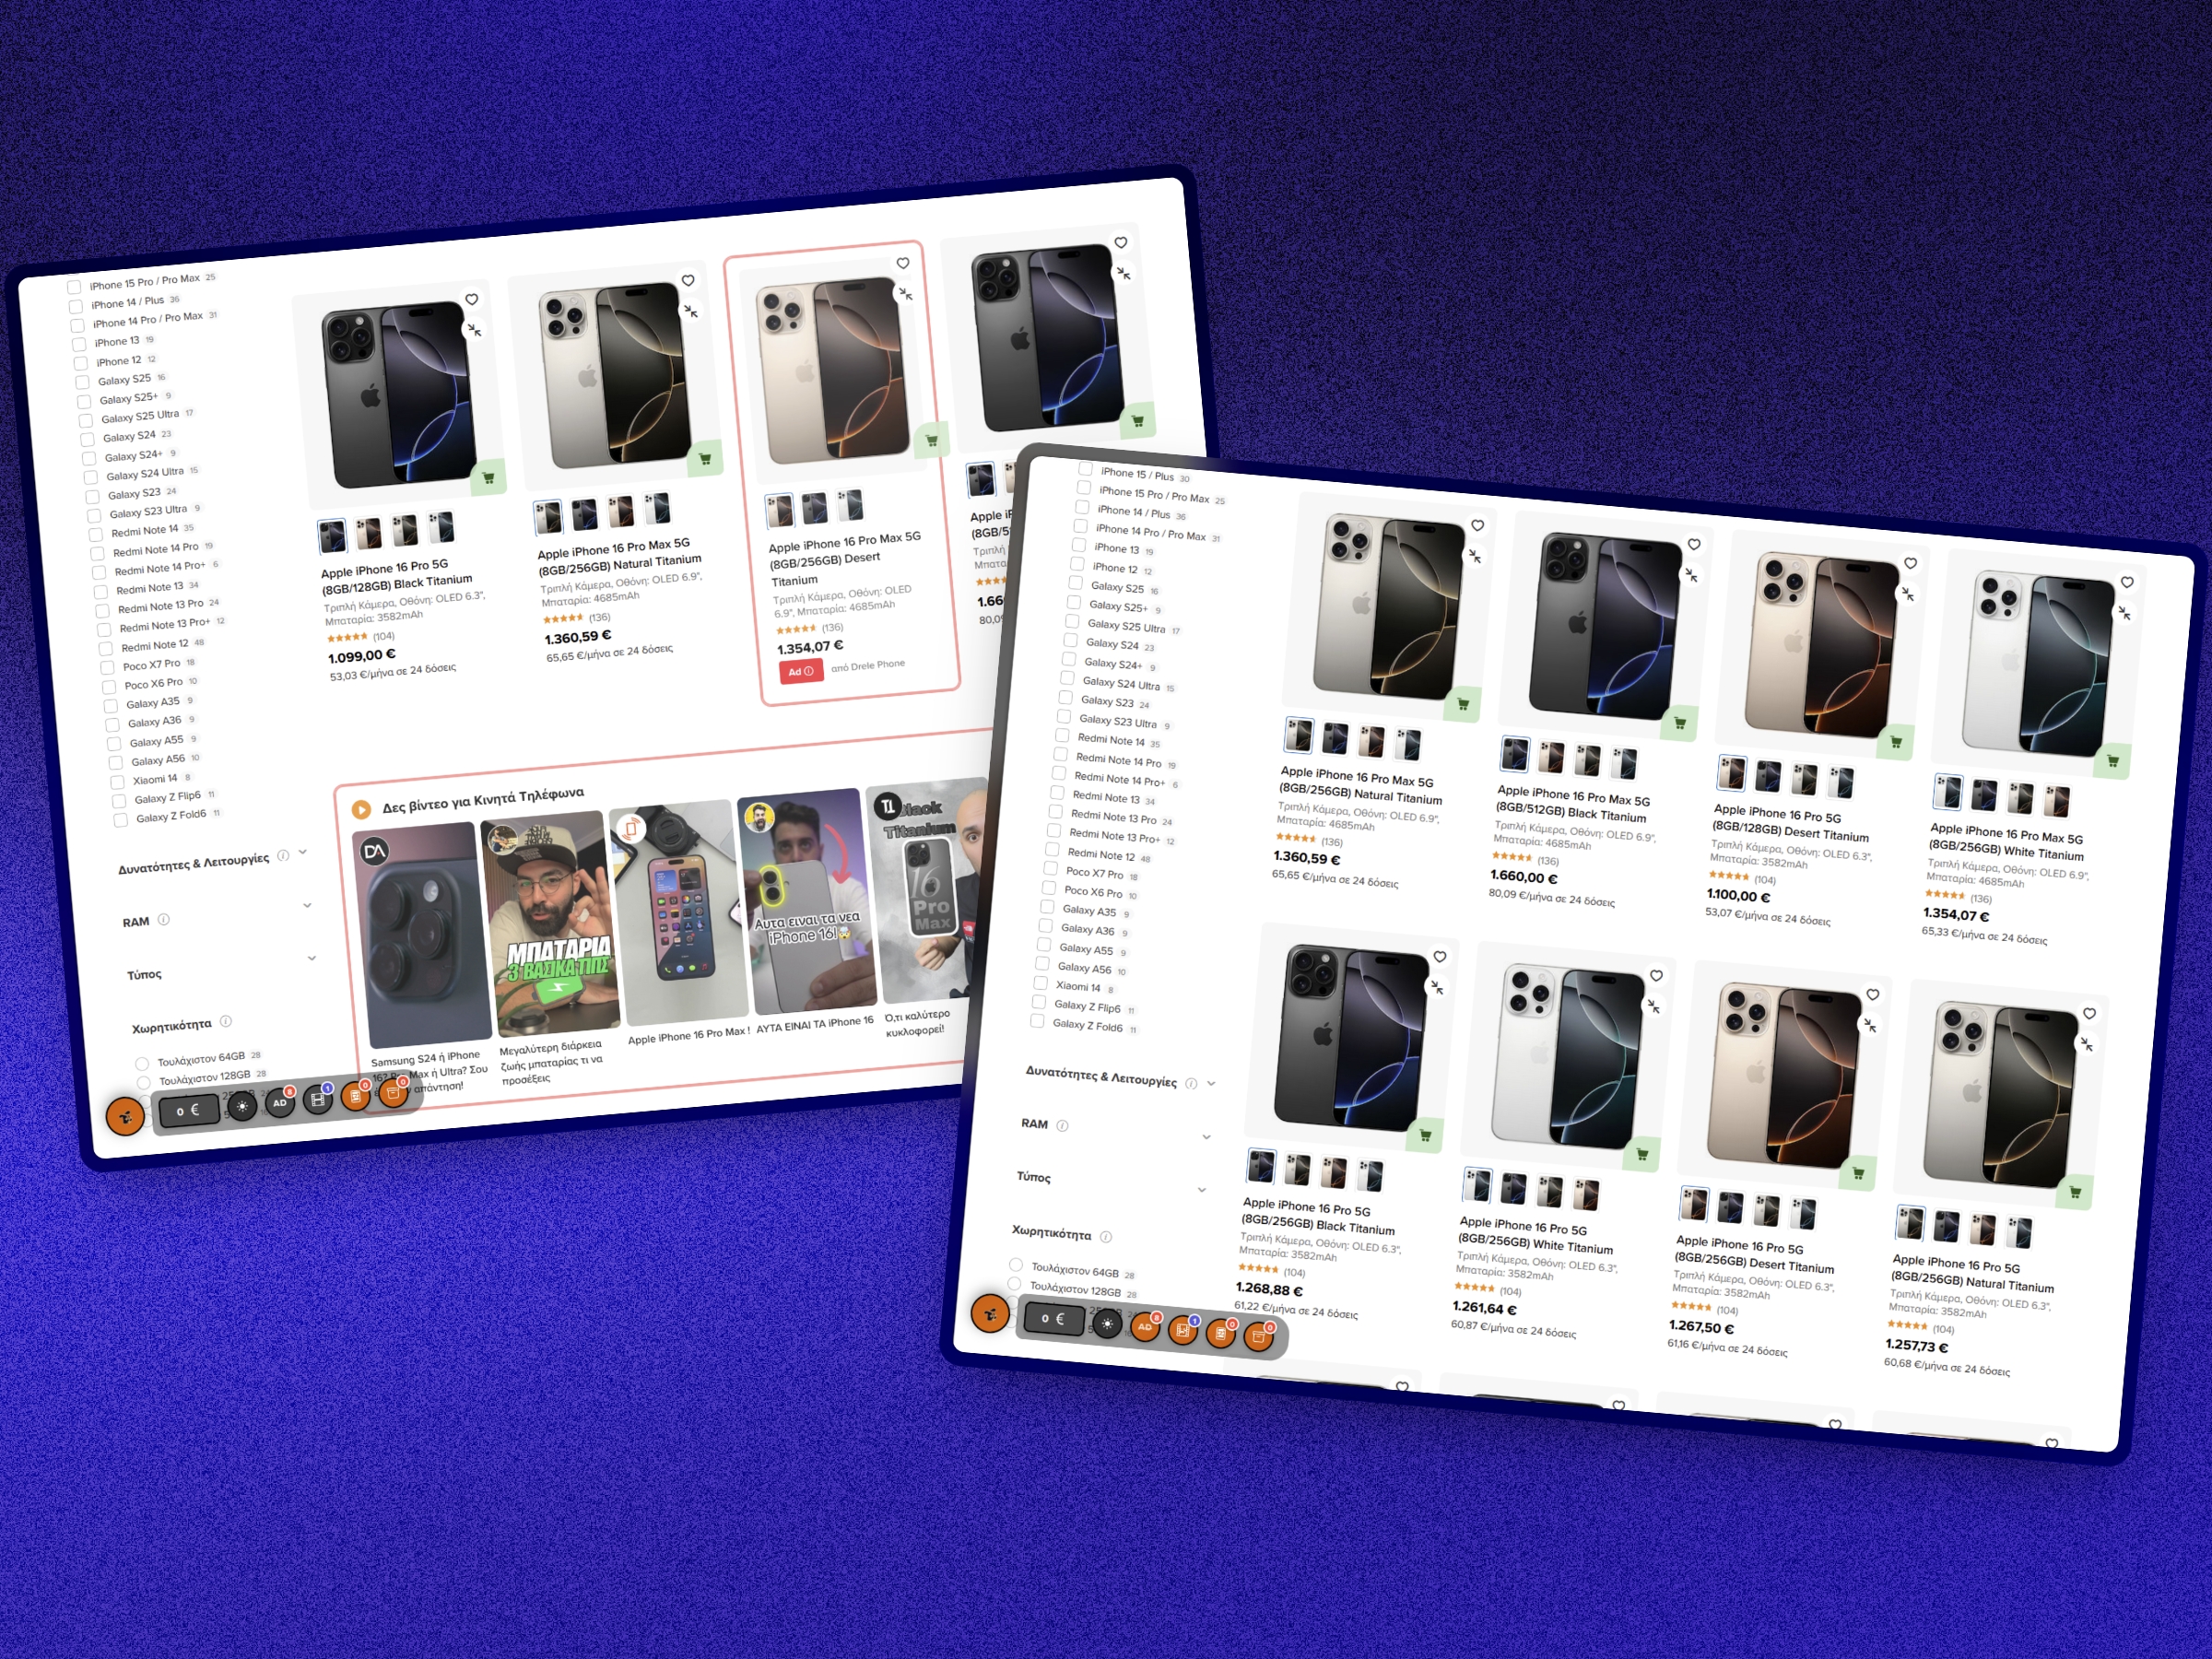 iPhone 15 Pro / Pro Max 25
iPhone 14 / Plus 36
iPhone 14 Pro / Pro Max 31
iPhone 13 19
iPhone 12 12
Galaxy S25 16
Galaxy S25+ 9
Galaxy S25 Ultra 17
Galaxy S24 23
Galaxy S24+ 9
Galaxy S24 Ultra 15
Galaxy S23 24
Galaxy S23 Ultra 9
Redmi Note 14 35
Redmi Note 14 Pro 19
Redmi Note 14 Pro+ 6
Redmi Note 13 34
Redmi Note 13 Pro 24
Redmi Note 13 Pro+ 12
Redmi Note 12 48
Poco X7 Pro 18
Poco X6 Pro 10
Galaxy A35 9
Galaxy A36 9
Galaxy A55 9
Galaxy A56 10
Xiaomi 14 8
Galaxy Z Flip6 11
Galaxy Z Fold6 11
Δυνατότητες & Λειτουργίες
RAM
Τύπος
Χωρητικότητα
Τουλάχιστον 64GB 28
Τουλάχιστον 128GB 28
0 €
AD 8
1
0
0
Apple iPhone 16 Pro 5G
(8GB/128GB) Black Titanium
Τριπλή Κάμερα, Οθόνη: OLED 6.3",
Μπαταρία: 3582mAh
(104)
1.099,00 €
53,03 €/μήνα σε 24 δόσεις
Apple iPhone 16 Pro Max 5G
(8GB/256GB) Natural Titanium
Τριπλή Κάμερα, Οθόνη: OLED 6.9",
Μπαταρία: 4685mAh
(136)
1.360,59 €
65,65 €/μήνα σε 24 δόσεις
Apple iPhone 16 Pro Max 5G
(8GB/256GB) Desert
Titanium
Τριπλή Κάμερα, Οθόνη: OLED
6.9", Μπαταρία: 4685mAh
(136)
1.354,07 €
Ad από Drele Phone
Apple
(8GB/5
Τριπλή
Μπατα
1.66
80,0
Δες βίντεο για Κινητά Τηλέφωνα
DA
ΜΠΑΤΑΡΙΑ
3 ΒΑΣΙΚΑ ΤΙΠΣ
Αυτα ειναι τα νεα
iPhone 16!
TL
Black
Titanium
16
Pro
Max
Samsung S24 ή iPhone
16? Pro Max ή Ultra? Σου
απάντηση!
Μεγαλύτερη διάρκεια
ζωής μπαταρίας τι να
προσέξεις
Apple iPhone 16 Pro Max !
ΑΥΤΑ ΕΙΝΑΙ ΤΑ iPhone 16
Ό,τι καλύτερο
κυκλοφορεί!
iPhone 15 / Plus 30
iPhone 15 Pro / Pro Max 25
iPhone 14 / Plus 36
iPhone 14 Pro / Pro Max 31
iPhone 13 19
iPhone 12 12
Galaxy S25 16
Galaxy S25+ 9
Galaxy S25 Ultra 17
Galaxy S24 23
Galaxy S24+ 9
Galaxy S24 Ultra 15
Galaxy S23 24
Galaxy S23 Ultra 9
Redmi Note 14 35
Redmi Note 14 Pro 19
Redmi Note 14 Pro+ 6
Redmi Note 13 34
Redmi Note 13 Pro 24
Redmi Note 13 Pro+ 12
Redmi Note 12 48
Poco X7 Pro 18
Poco X6 Pro 10
Galaxy A35 9
Galaxy A36 9
Galaxy A55 9
Galaxy A56 10
Xiaomi 14 8
Galaxy Z Flip6 11
Galaxy Z Fold6 11
Δυνατότητες & Λειτουργίες
RAM
Τύπος
Χωρητικότητα
Τουλάχιστον 64GB 28
Τουλάχιστον 128GB 28
0 €
AD 8
1
0
0
Apple iPhone 16 Pro Max 5G
(8GB/256GB) Natural Titanium
Τριπλή Κάμερα, Οθόνη: OLED 6.9",
Μπαταρία: 4685mAh
(136)
1.360,59 €
65,65 €/μήνα σε 24 δόσεις
Apple iPhone 16 Pro Max 5G
(8GB/512GB) Black Titanium
Τριπλή Κάμερα, Οθόνη: OLED 6.9",
Μπαταρία: 4685mAh
(136)
1.660,00 €
80,09 €/μήνα σε 24 δόσεις
Apple iPhone 16 Pro 5G
(8GB/128GB) Desert Titanium
Τριπλή Κάμερα, Οθόνη: OLED 6.3",
Μπαταρία: 3582mAh
(104)
1.100,00 €
53,07 €/μήνα σε 24 δόσεις
Apple iPhone 16 Pro Max 5G
(8GB/256GB) White Titanium
Τριπλή Κάμερα, Οθόνη: OLED 6.9",
Μπαταρία: 4685mAh
(136)
1.354,07 €
65,33 €/μήνα σε 24 δόσεις
Apple iPhone 16 Pro 5G
(8GB/256GB) Black Titanium
Τριπλή Κάμερα, Οθόνη: OLED 6.3",
Μπαταρία: 3582mAh
(104)
1.268,88 €
61,22 €/μήνα σε 24 δόσεις
Apple iPhone 16 Pro 5G
(8GB/256GB) White Titanium
Τριπλή Κάμερα, Οθόνη: OLED 6.3",
Μπαταρία: 3582mAh
(104)
1.261,64 €
60,87 €/μήνα σε 24 δόσεις
Apple iPhone 16 Pro 5G
(8GB/256GB) Desert Titanium
Τριπλή Κάμερα, Οθόνη: OLED 6.3",
Μπαταρία: 3582mAh
(104)
1.267,50 €
61,16 €/μήνα σε 24 δόσεις
Apple iPhone 16 Pro 5G
(8GB/256GB) Natural Titanium
Τριπλή Κάμερα, Οθόνη: OLED 6.3",
Μπαταρία: 3582mAh
(104)
1.257,73 €
60,68 €/μήνα σε 24 δόσεις